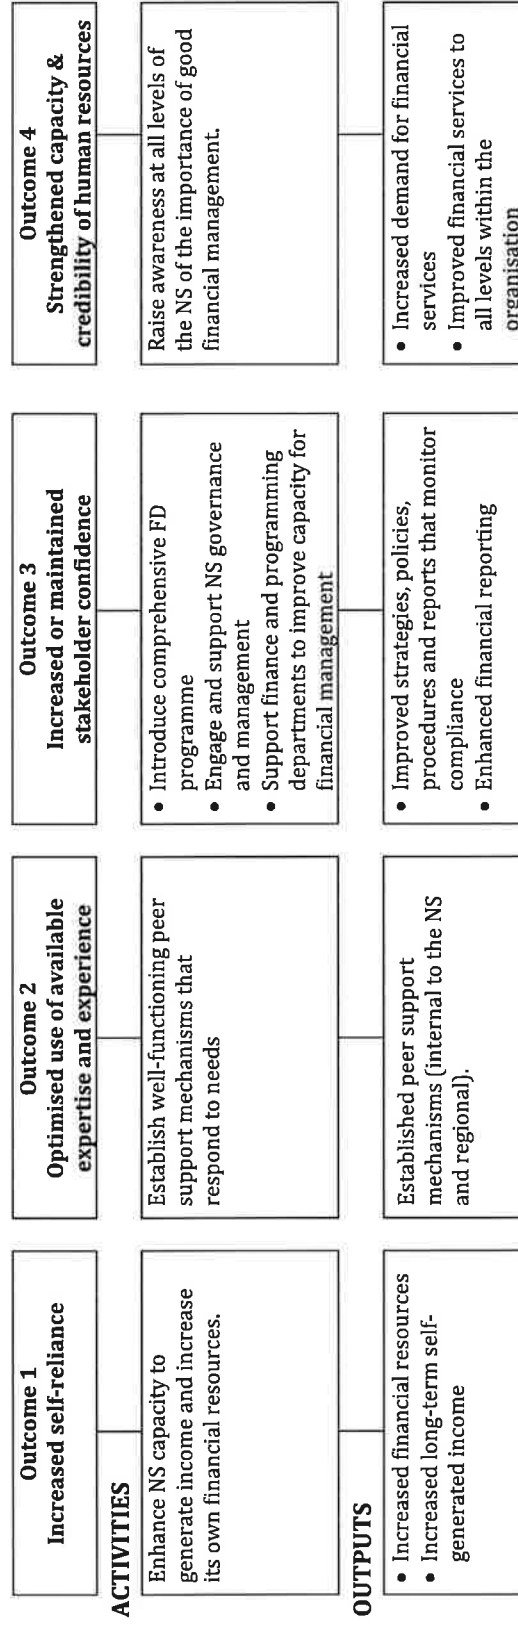 Outcome 1
Increased self-reliance
Outcome 2
Optimised use of available
expertise and experience
Outcome 3
Increased or maintained
stakeholder confidence
Outcome 4
Strengthened capacity &
credibility of human resources
ACTIVITIES
Enhance NS capacity to
generate income and increase
its own financial resources.
Establish well-functioning peer
support mechanisms that
respond to needs
• Introduce comprehensive FD
programme
• Engage and support NS governance
and management
• Support finance and programming
departments to improve capacity for
financial management
Raise awareness at all levels of
the NS of the importance of good
financial management.
OUTPUTS
• Increased financial resources
• Increased long-term self-
generated income
Established peer support
mechanisms (internal to the NS
and regional).
• Improved strategies, policies,
procedures and reports that monitor
compliance
• Enhanced financial reporting
• Increased demand for financial
services
• Improved financial services to
all levels within the
organisation